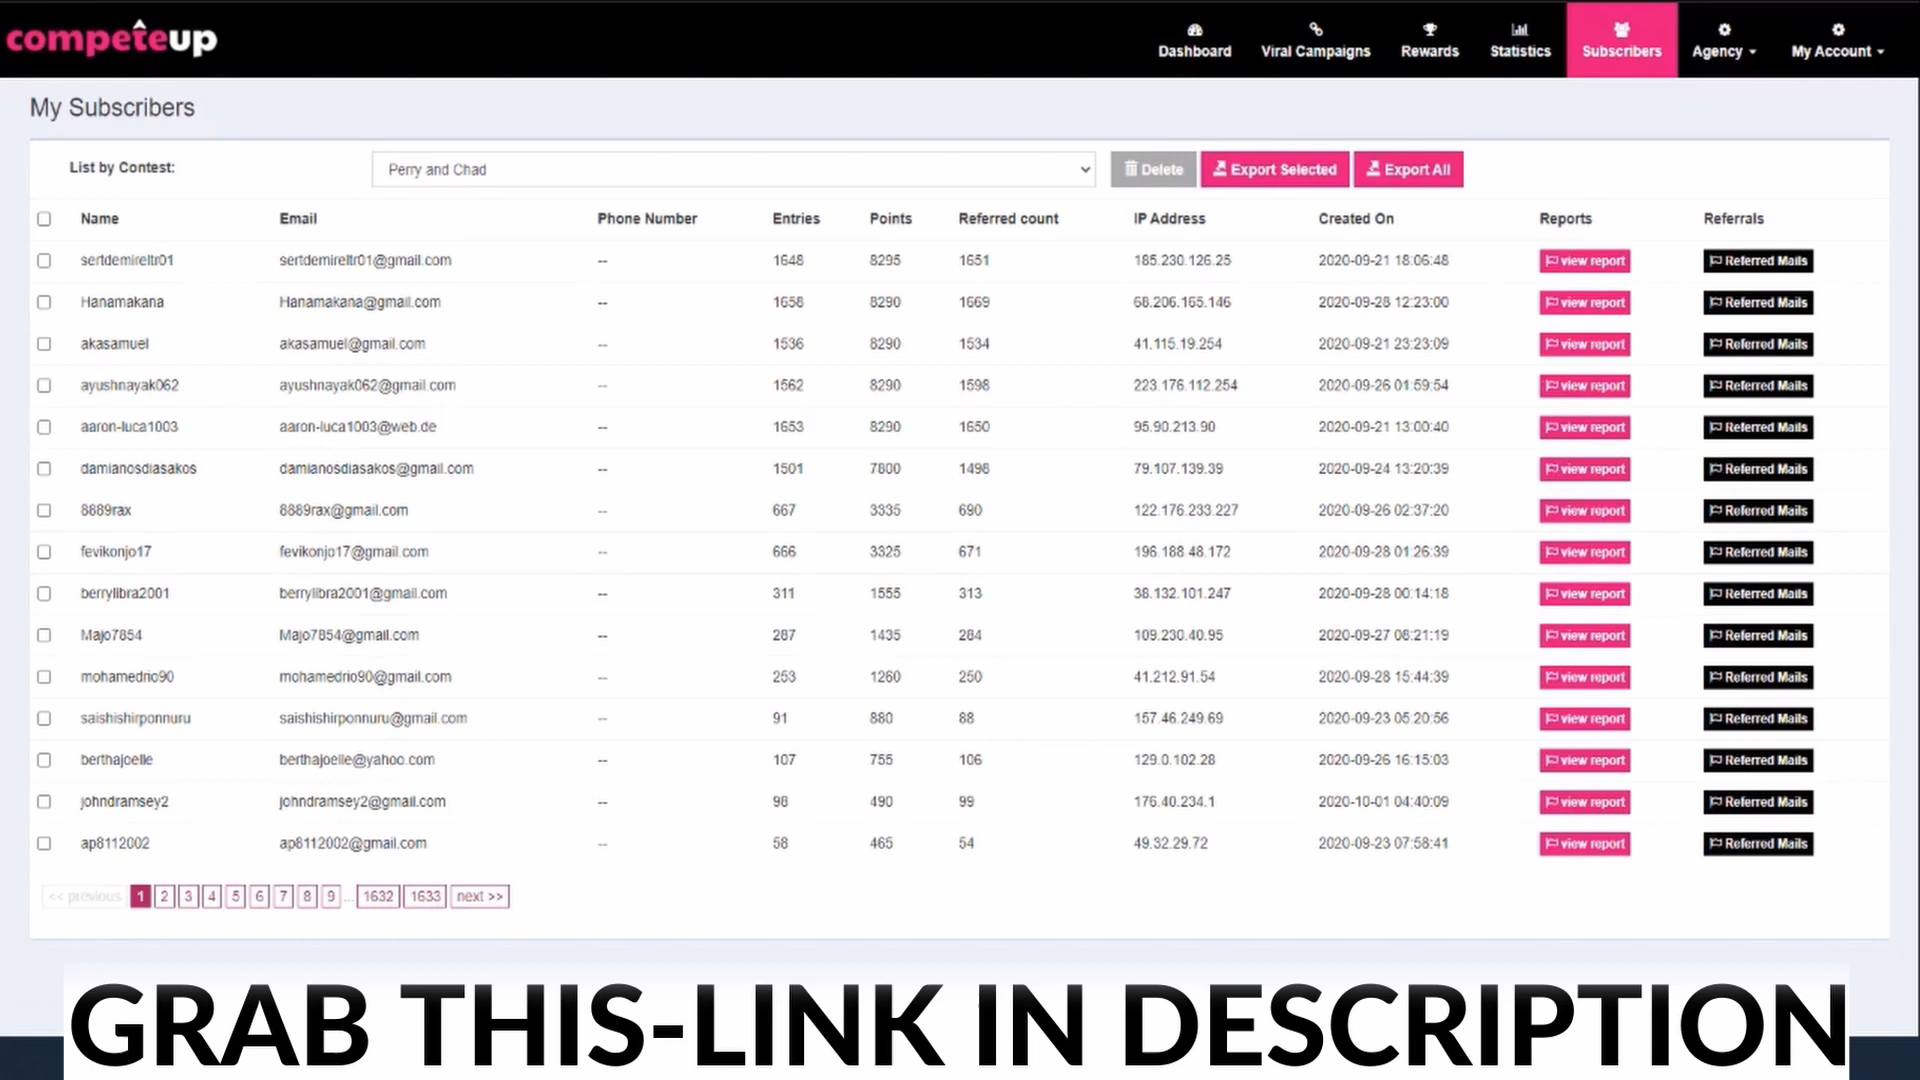 competeup
Dashboard Viral Campaigns Rewards Statistics Subscribers Agency My Account
My Subscribers
List by Contest: Perry and Chad Delete Export Selected Export All
Name Email Phone Number Entries Points Referred count IP Address Created On Reports Referrals
sertdemireltr01 sertdemireltr01@gmail.com -- 1648 8295 1651 185.230.126.25 2020-09-21 18:06:48 view report Referred Mails
Hanamakana Hanamakana@gmail.com -- 1658 8290 1669 68.206.165.146 2020-09-28 12:23:00 view report Referred Mails
akasamuel akasamuel@gmail.com -- 1536 8290 1534 41.115.19.254 2020-09-21 23:23:09 view report Referred Mails
ayushnayak062 ayushnayak062@gmail.com -- 1562 8290 1598 223.176.112.254 2020-09-26 01:59:54 view report Referred Mails
aaron-luca1003 aaron-luca1003@web.de -- 1653 8290 1650 95.90.213.90 2020-09-21 13:00:40 view report Referred Mails
damianosdiasakos damianosdiasakos@gmail.com -- 1501 7800 1498 79.107.139.39 2020-09-24 13:20:39 view report Referred Mails
8889rax 8889rax@gmail.com -- 667 3335 690 122.176.233.227 2020-09-26 02:37:20 view report Referred Mails
fevikonjo17 fevikonjo17@gmail.com -- 666 3325 671 196.188.48.172 2020-09-28 01:26:39 view report Referred Mails
berrylibra2001 berrylibra2001@gmail.com -- 311 1555 313 38.132.101.247 2020-09-28 00:14:18 view report Referred Mails
Majo7854 Majo7854@gmail.com -- 287 1435 284 109.230.40.95 2020-09-27 08:21:19 view report Referred Mails
mohamedrio90 mohamedrio90@gmail.com -- 253 1260 250 41.212.91.54 2020-09-28 15:44:39 view report Referred Mails
saishishirponnuru saishishirponnuru@gmail.com -- 91 880 88 157.46.249.69 2020-09-23 05:20:56 view report Referred Mails
berthajoelle berthajoelle@yahoo.com -- 107 755 106 129.0.102.28 2020-09-26 16:15:03 view report Referred Mails
johndramsey2 johndramsey2@gmail.com -- 98 490 99 176.40.234.1 2020-10-01 04:40:09 view report Referred Mails
ap8112002 ap8112002@gmail.com -- 58 465 54 49.32.29.72 2020-09-23 07:58:41 view report Referred Mails
<< previous 1 2 3 4 5 6 7 8 9 ... 1632 1633 next >>
GRAB THIS-LINK IN DESCRIPTION